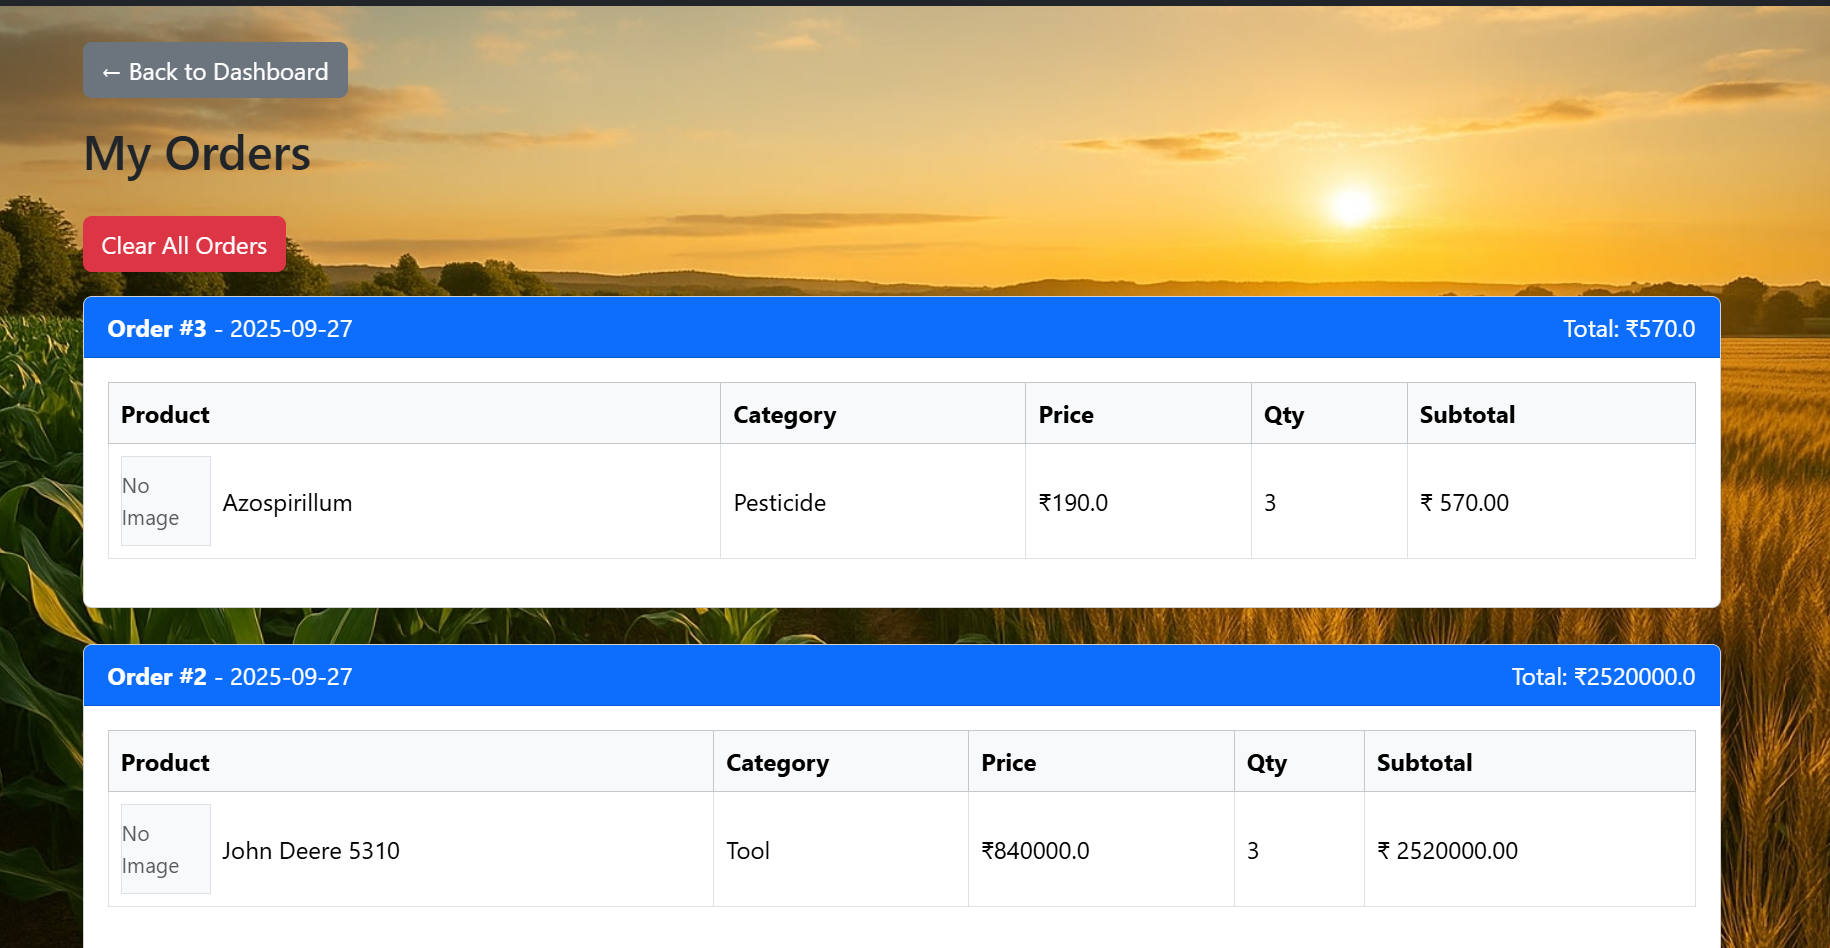 ← Back to Dashboard
My Orders
Clear All Orders
Order #3 - 2025-09-27 Total: ₹570.0
Product Category Price Qty Subtotal
No
Image
Azospirillum Pesticide ₹190.0 3 ₹ 570.00
Order #2 - 2025-09-27 Total: ₹2520000.0
Product Category Price Qty Subtotal
No
Image
John Deere 5310 Tool ₹840000.0 3 ₹ 2520000.00